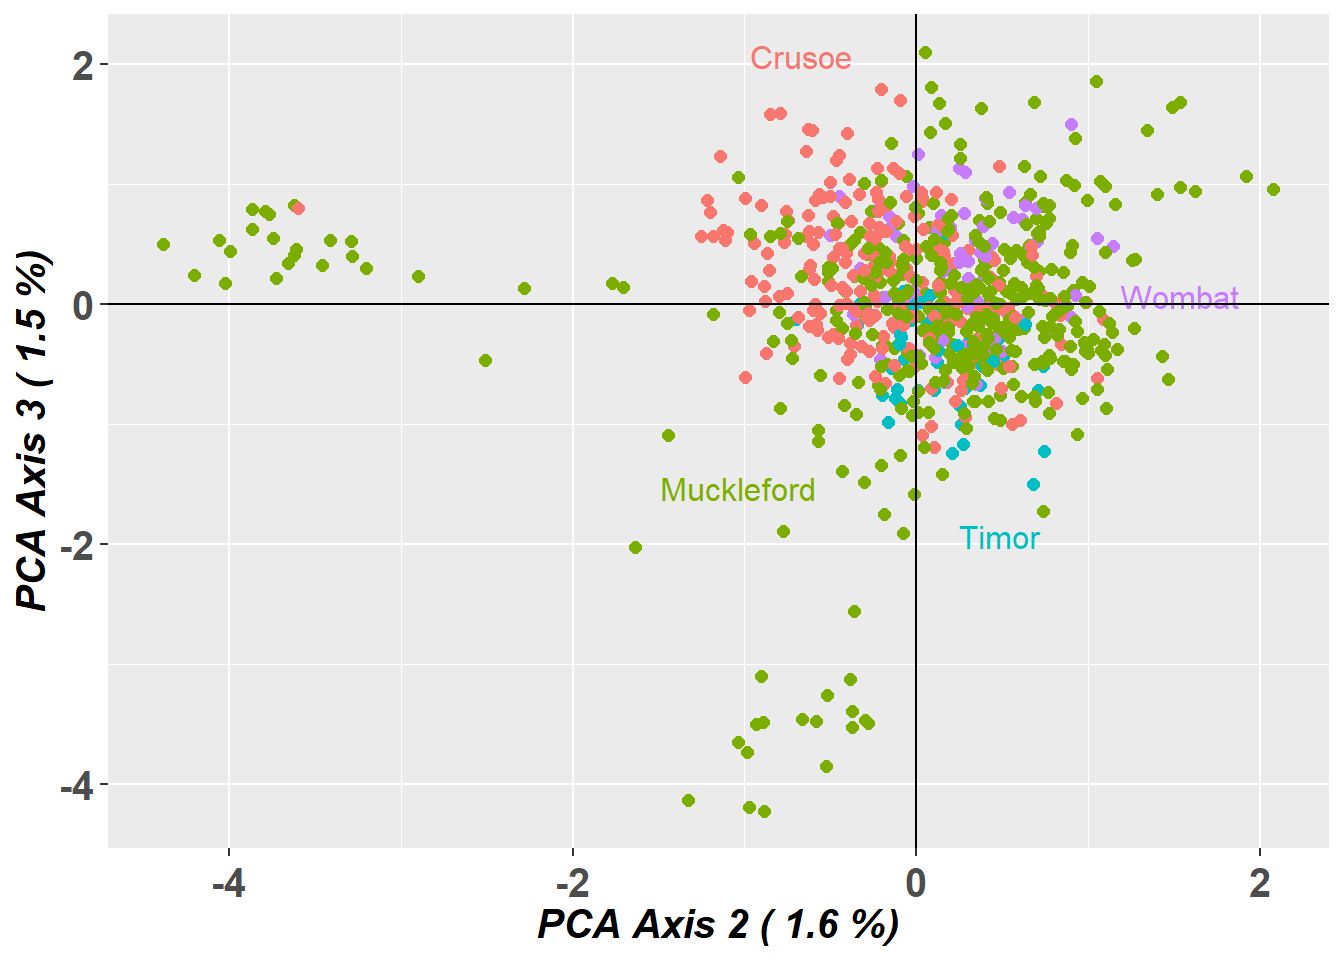 Crusoe
Wombat
Muckleford
Timor
2
0
-2
-4
-4
-2
0
2
PCA Axis 2 ( 1.6 %)
PCA Axis 3 ( 1.5 %)